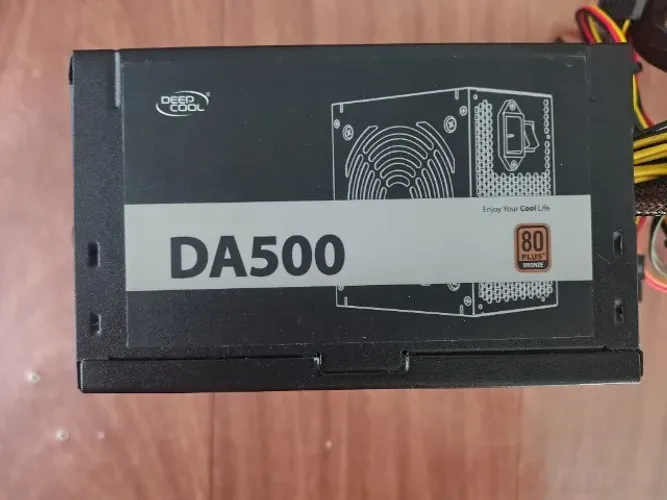 DEEP
COOL
Enjoy Your Cool Life
DA500
80
PLUS
BRONZE